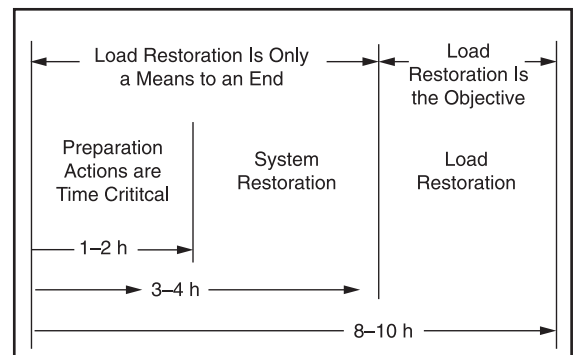 Load Restoration Is Only
a Means to an End
Load
Restoration Is
the Objective
Preparation
Actions are
Time Crititcal
System
Restoration
Load
Restoration
1–2 h
3–4 h
8–10 h